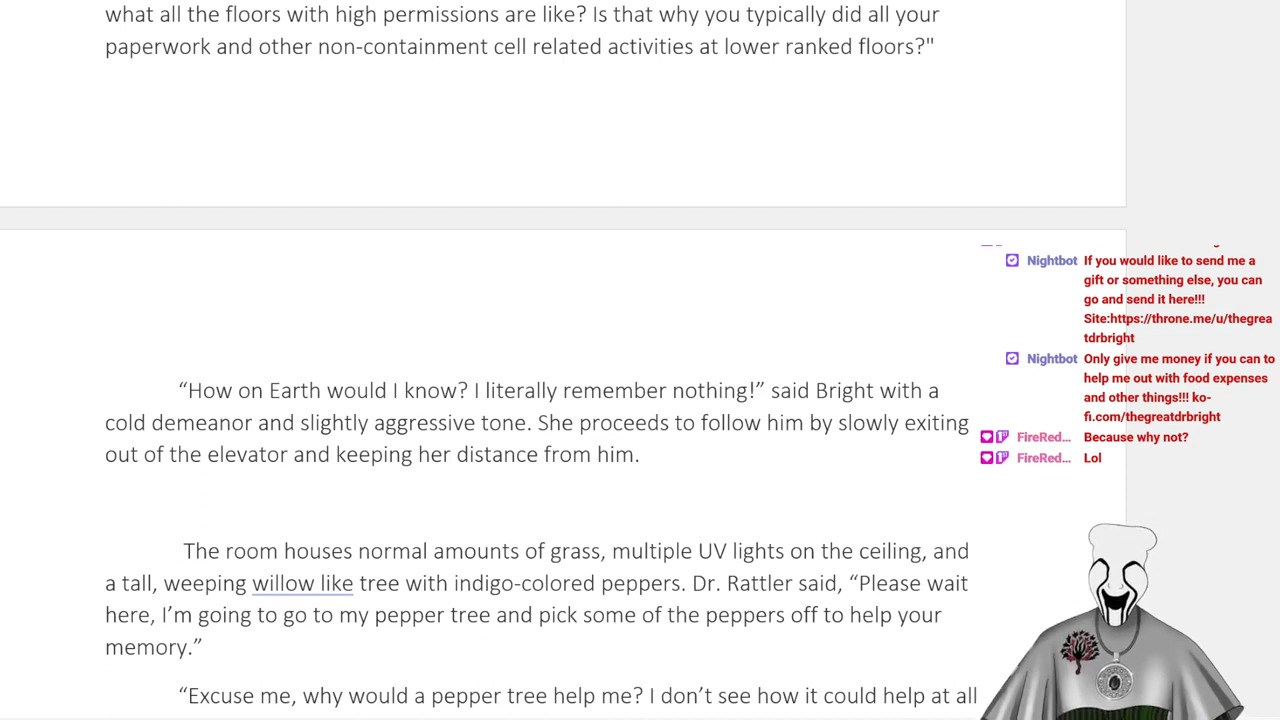 what all the floors with high permissions are like? Is that why you typically did all your
paperwork and other non-containment cell related activities at lower ranked floors?"
“How on Earth would I know? I literally remember nothing!” said Bright with a
cold demeanor and slightly aggressive tone. She proceeds to follow him by slowly exiting
out of the elevator and keeping her distance from him.
The room houses normal amounts of grass, multiple UV lights on the ceiling, and
a tall, weeping willow like tree with indigo-colored peppers. Dr. Rattler said, “Please wait
here, I’m going to go to my pepper tree and pick some of the peppers off to help your
memory.”
“Excuse me, why would a pepper tree help me? I don’t see how it could help at all
Nightbot If you would like to send me a
gift or something else, you can
go and send it here!!!
Site:https://throne.me/u/thegrea
tdrbright
Nightbot Only give me money if you can to
help me out with food expenses
and other things!!! ko-
fi.com/thegreatdrbright
FireRed... Because why not?
FireRed... Lol